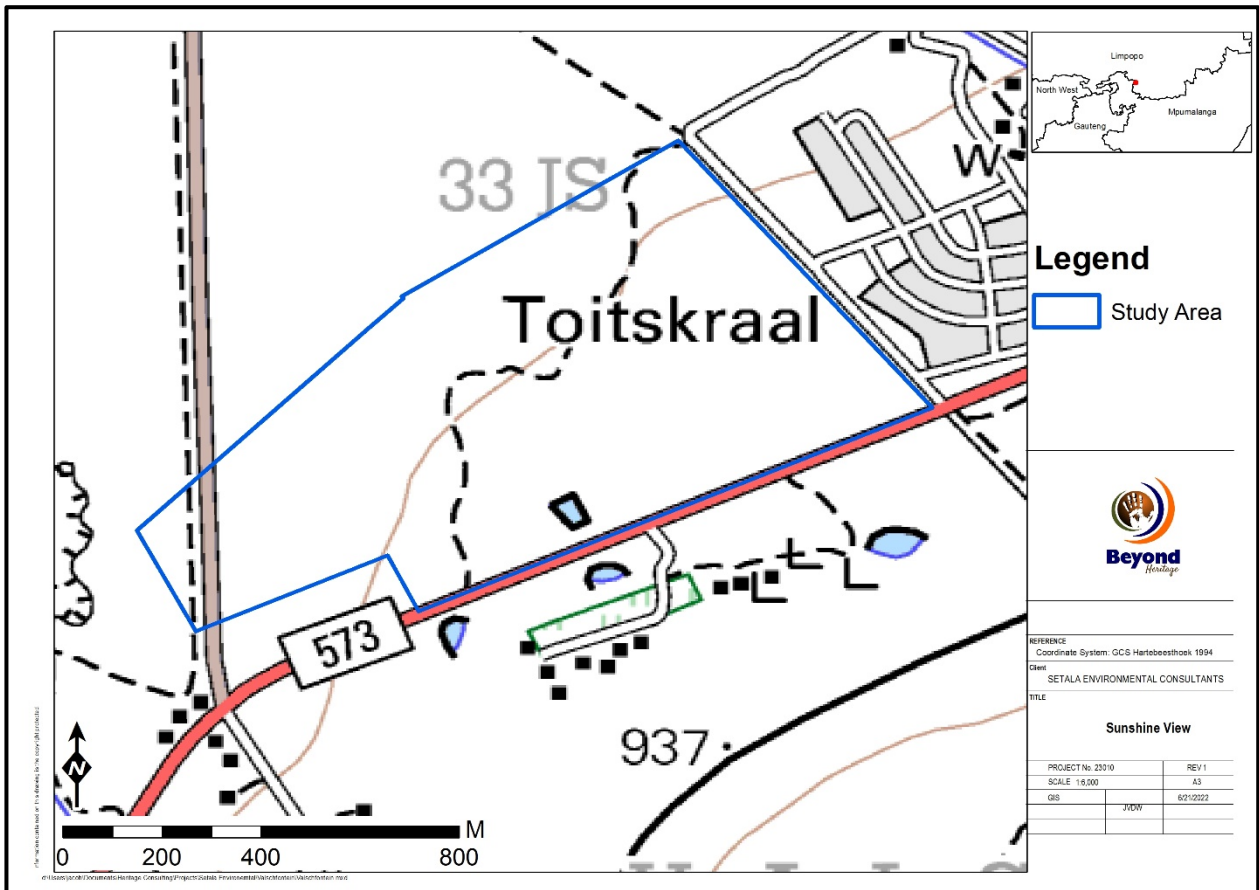 33 JS
Toitskraal
W
573
937
N
M
0 200 400 800
Limpopo
North West
Mpumalanga
Gauteng
Legend
Study Area
Beyond
Heritage
REFERENCE
Coordinate System: GCS Hartebeesthoek 1994
Client
SETALA ENVIRONMENTAL CONSULTANTS
TITLE
Sunshine View
PROJECT No. 23010 REV 1
SCALE 1:6,000 A3
GIS 6/21/2022
JVDW